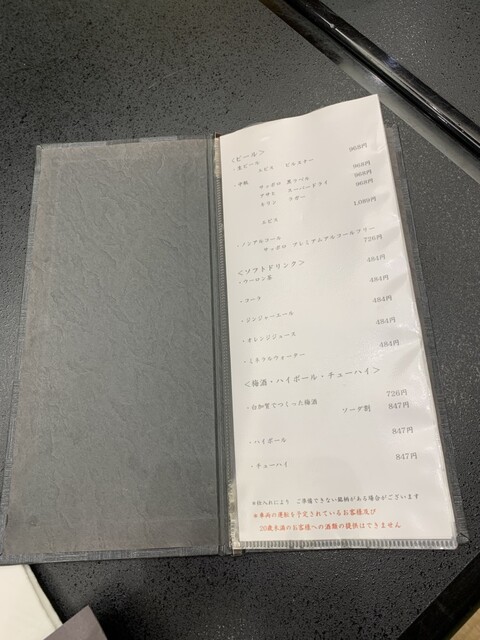 <ビール>
・生ビール エビス ビルスナー 968円
・中瓶 サッポロ 黒ラベル 968円
アサヒ スーパードライ 968円
キリン ラガー 968円
エビス 1,089円
・ノンアルコール
サッポロ プレミアムアルコールフリー
726円
<ソフトドリンク>
・ウーロン茶 484円
・コーラ 484円
・ジンジャーエール 484円
・オレンジジュース 484円
・ミネラルウォーター 484円
<梅酒・ハイボール・チューハイ>
・白加賀でつくった梅酒 726円
ソーダ割 847円
・ハイボール 847円
・チューハイ 847円
※仕入れにより ご準備できない銘柄がある場合がございます
※車両の運転を予定されているお客様及び
20歳未満のお客様への酒類の提供はできません